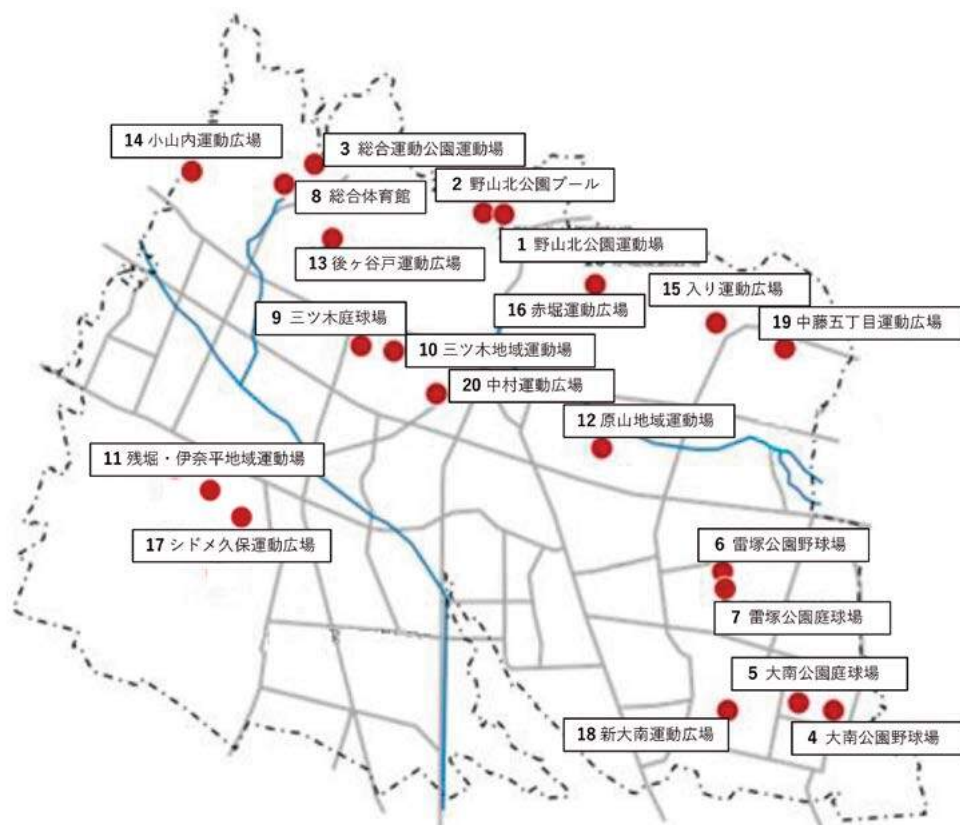 14 小山内運動広場
3 総合運動公園運動場
2 野山北公園プール
8 総合体育館
1 野山北公園運動場
13 後ヶ谷戸運動広場
15 入り運動広場
9 三ツ木庭球場
16 赤堀運動広場
19 中藤五丁目運動広場
10 三ツ木地域運動場
20 中村運動広場
12 原山地域運動場
11 残堀・伊奈平地域運動場
17 シドメ久保運動広場
6 雷塚公園野球場
7 雷塚公園庭球場
5 大南公園庭球場
18 新大南運動広場
4 大南公園野球場